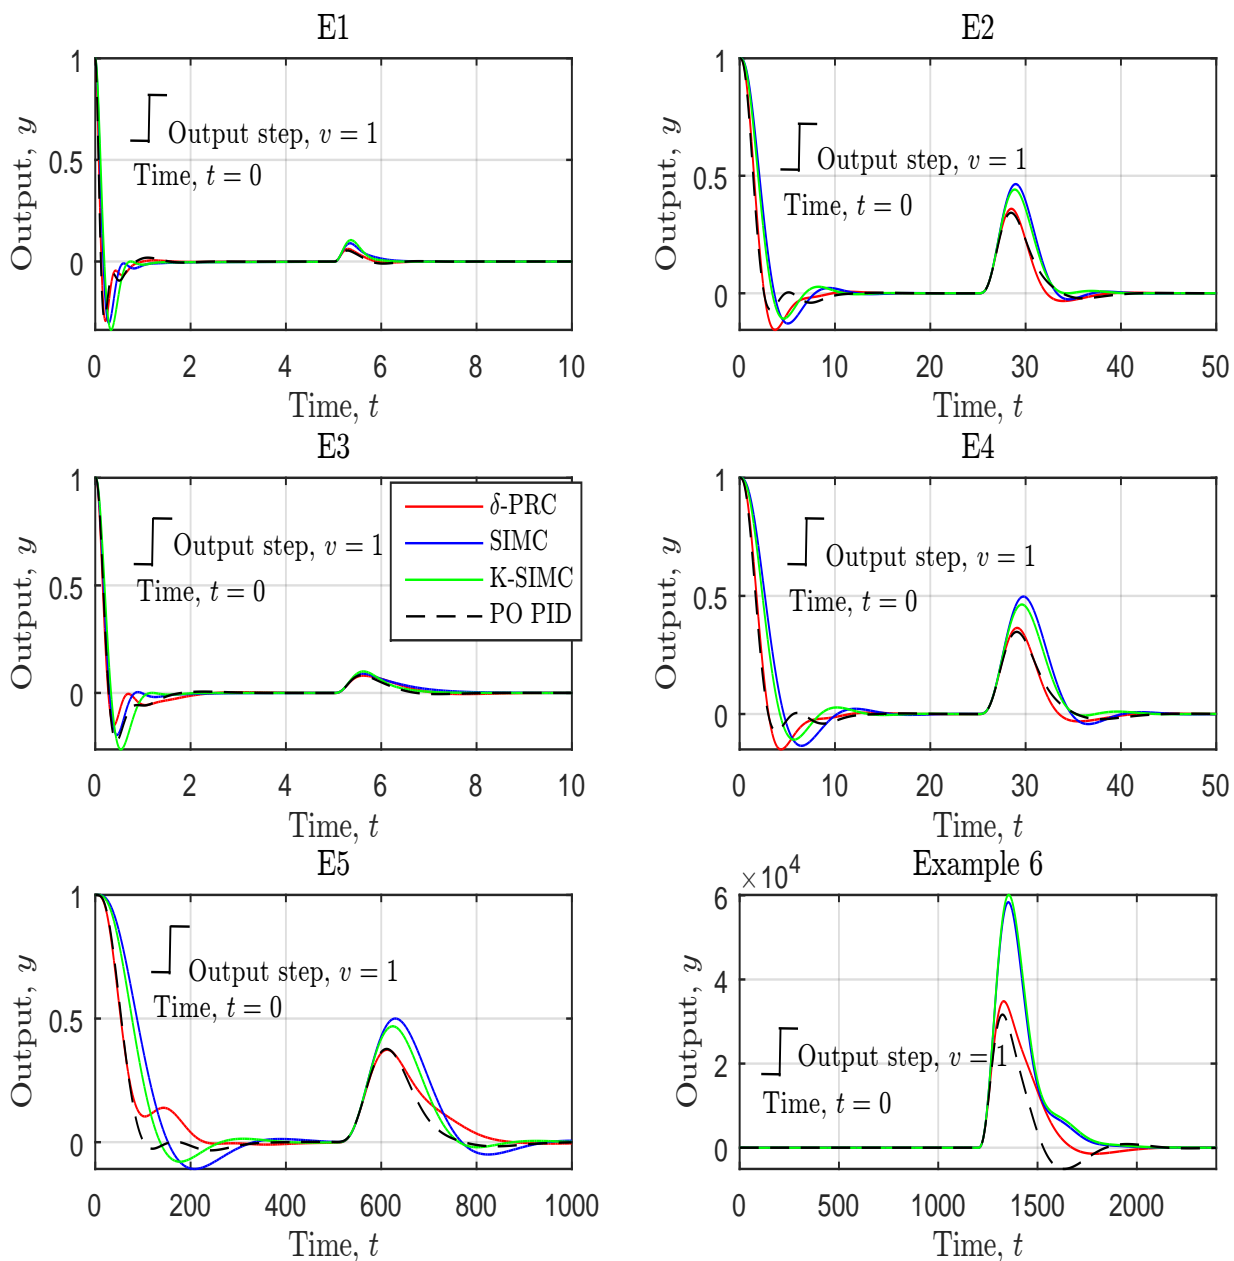 E1
1
0.5
0
Output, y
Output step, v = 1
Time, t = 0
0 2 4 6 8 10
Time, t
E2
1
0.5
0
Output, y
Output step, v = 1
Time, t = 0
0 10 20 30 40 50
Time, t
E3
1
0.5
0
Output, y
Output step, v = 1
Time, t = 0
δ-PRC
SIMC
K-SIMC
PO PID
0 2 4 6 8 10
Time, t
E4
1
0.5
0
Output, y
Output step, v = 1
Time, t = 0
0 10 20 30 40 50
Time, t
E5
1
0.5
0
Output, y
Output step, v = 1
Time, t = 0
0 200 400 600 800 1000
Time, t
Example 6
×10⁴
6
4
2
0
Output, y
Output step, v = 1
Time, t = 0
0 500 1000 1500 2000
Time, t